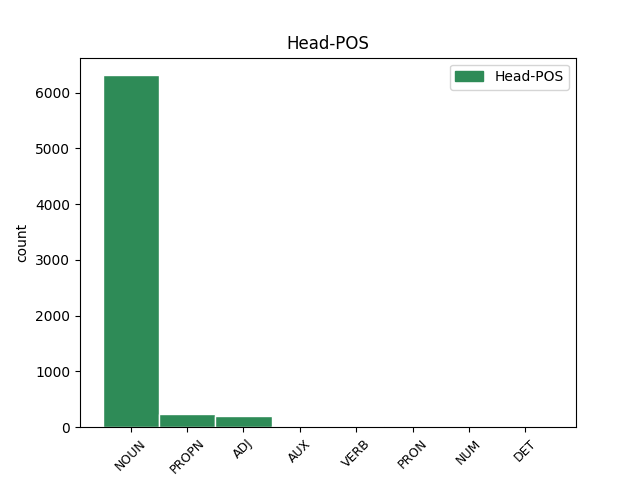 Head-POS
Head-POS
6000
5000
4000
3000
2000
1000
0
count
NOUN
PROPN
ADJ
AUX
VERB
PRON
NUM
DET